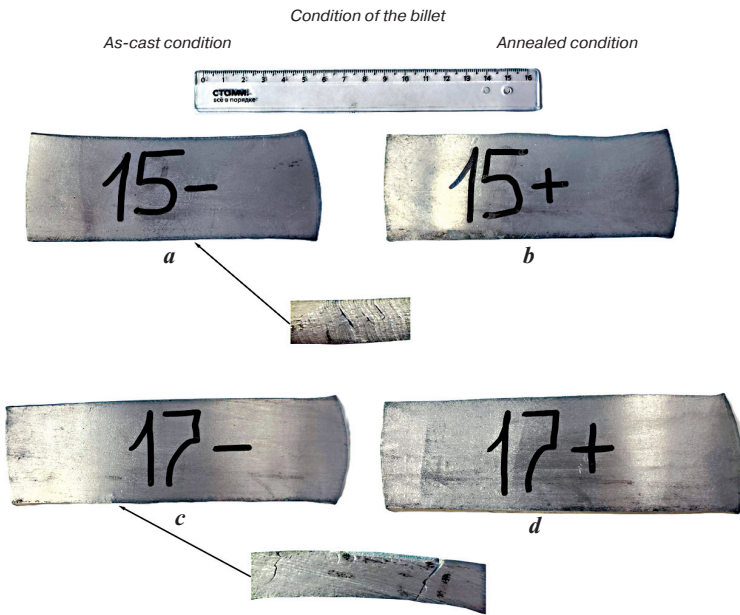 Condition of the billet
As-cast condition
Annealed condition
0 1 2 3 4 5 6 7 8 9 10 11 12 13 14 15 16
СТАММ
всё в порядке
15-
15+
a
b
17-
17+
c
d